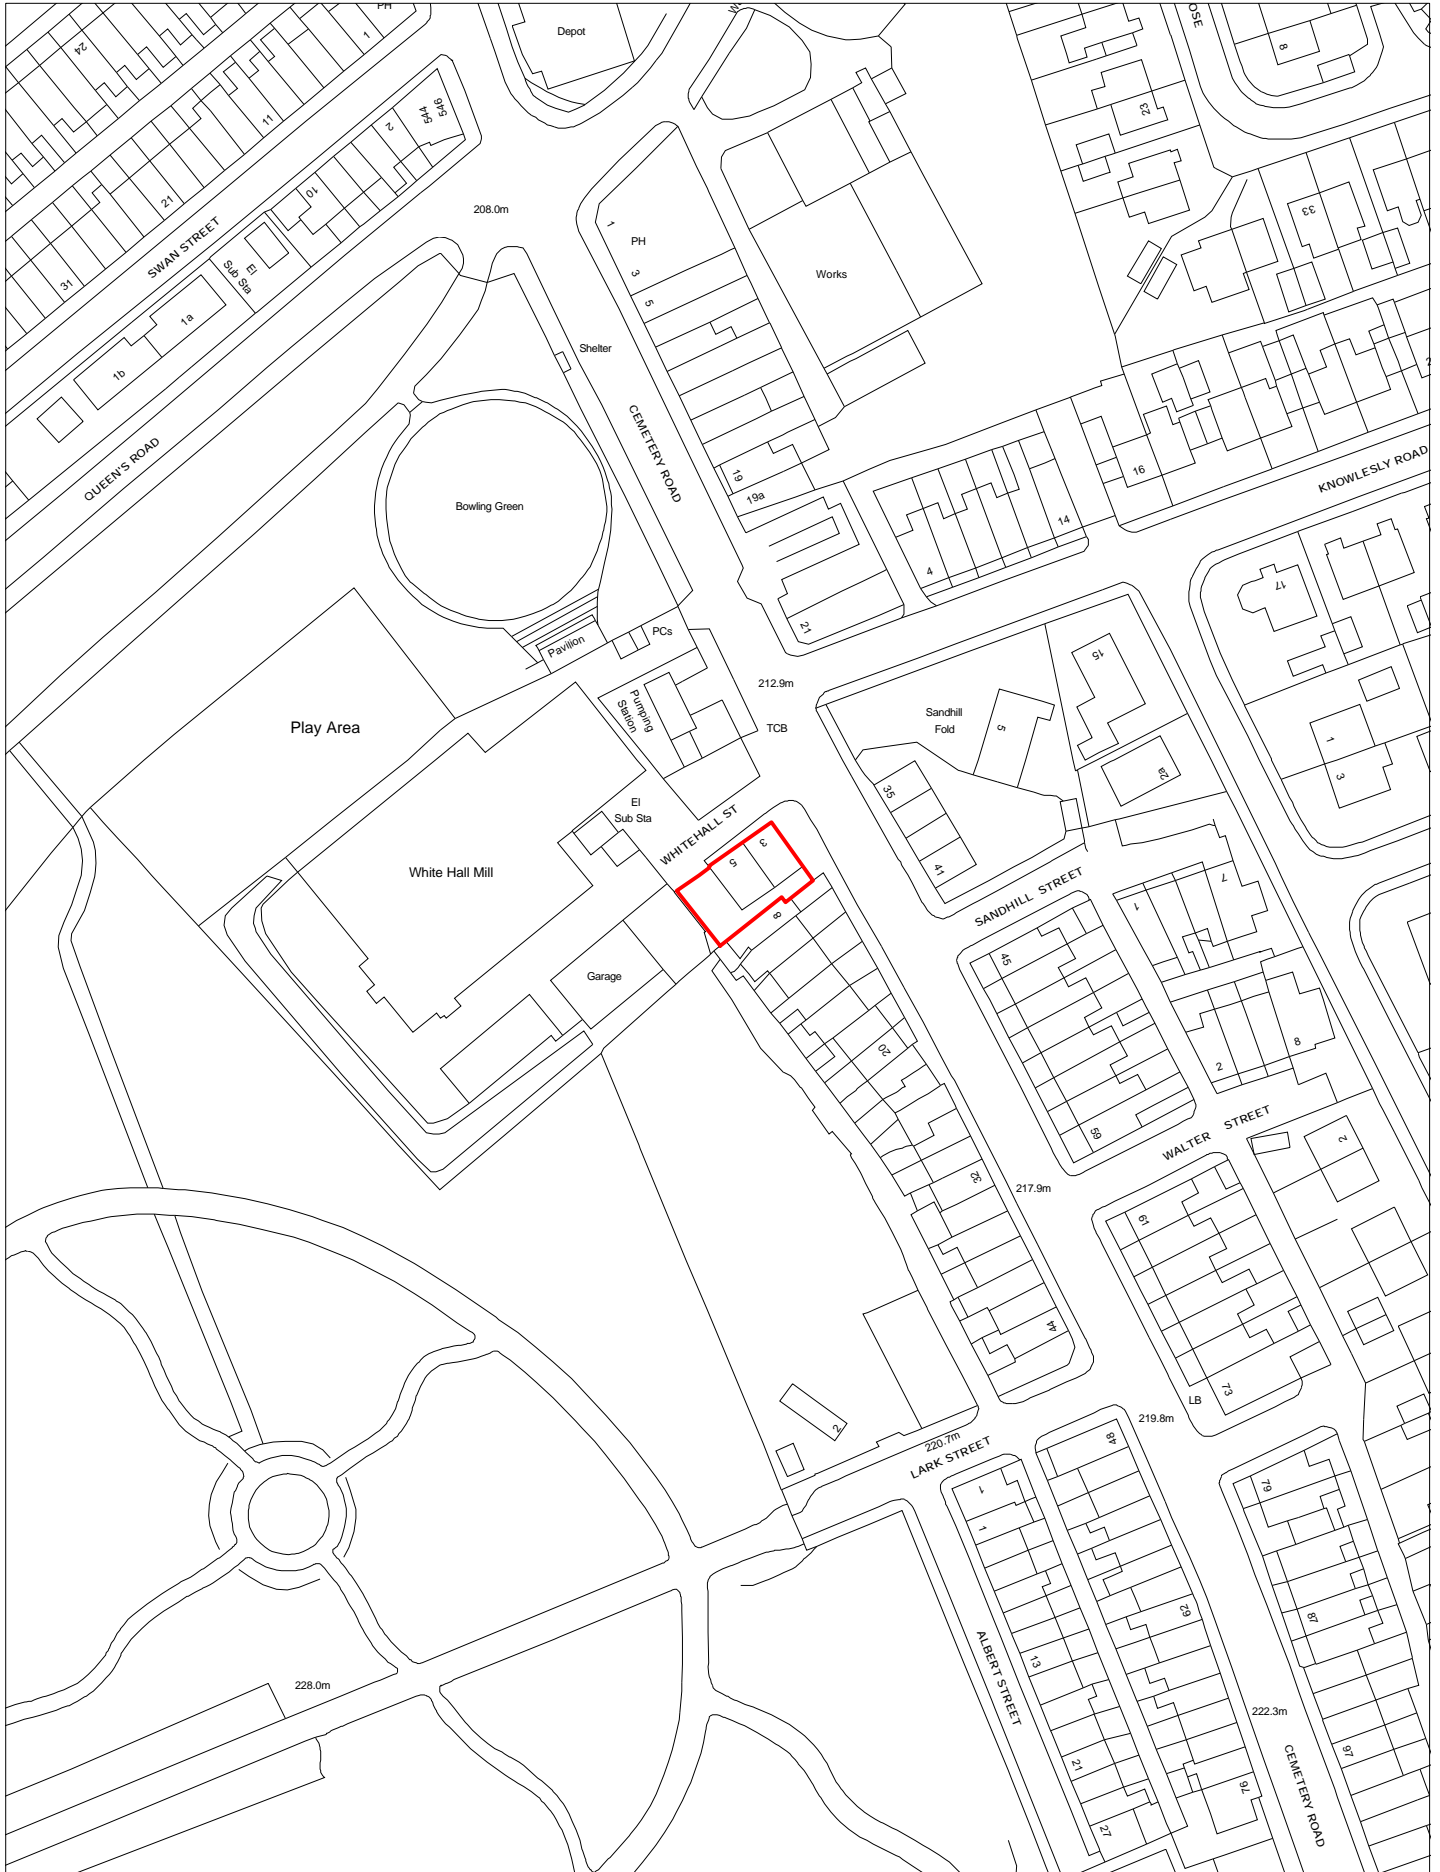 PH
24
1
Depot
OSE
8
546
544
2
11
23
10
21
208.0m
33
1
PH
3
5
SWAN STREET
El
Sub Sta
Works
31
1a
Shelter
1b
CEMETERY ROAD
QUEEN'S ROAD
19
19a
16
KNOWLESLY ROAD
Bowling Green
14
4
17
21
PCs
Pavilion
15
212.9m
Pumping
Station
Sandhill
Fold
5
Play Area
TCB
1
3
2a
35
El
Sub Sta
WHITEHALL ST
3
5
41
White Hall Mill
SANDHILL STREET
7
1
8
45
Garage
20
2
8
59
WALTER STREET
2
32
217.9m
61
44
73
LB
219.8m
2
220.7m
LARK STREET
48
1
1
79
62
87
ALBERT STREET
13
228.0m
222.3m
21
97
CEMETERY ROAD
76
27